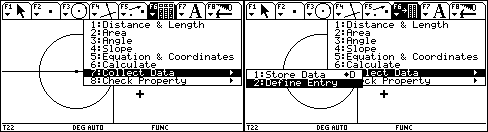 F1 F2 F3 F4 F5 F6 F7 A F8
1:Distance & Length
2:Area
3:Angle
4:Slope
5:Equation & Coordinates
6:Calculate
7:Collect Data
8:Check Property
T22 DEG AUTO FUNC
F1 F2 F3 F4 F5 F6 F7 A F8
1:Distance & Length
2:Area
3:Angle
4:Slope
5:Equation & Coordinates
6:Calculate
1:Store Data ◆D
2:Define Entry
lect Data
Check Property
T22 DEG AUTO FUNC